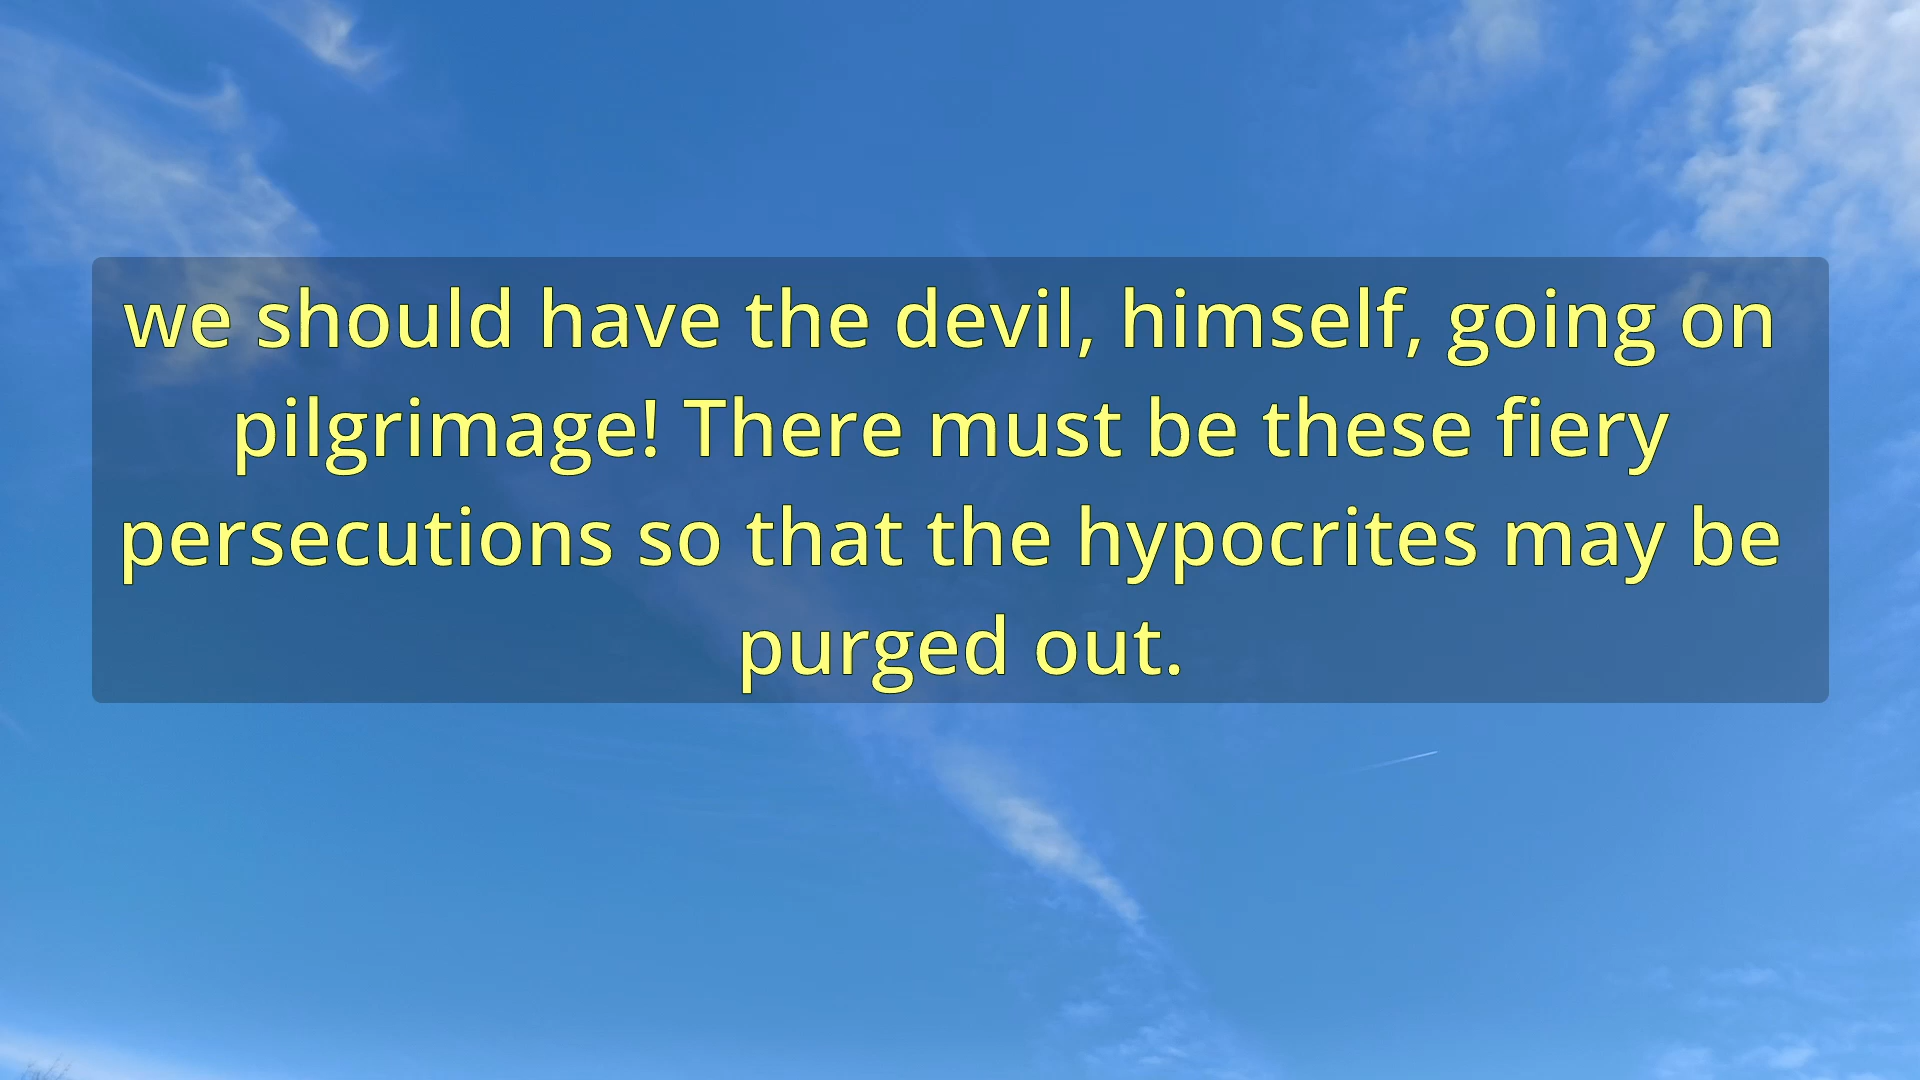 we should have the devil, himself, going on
pilgrimage! There must be these fiery
persecutions so that the hypocrites may be
purged out.